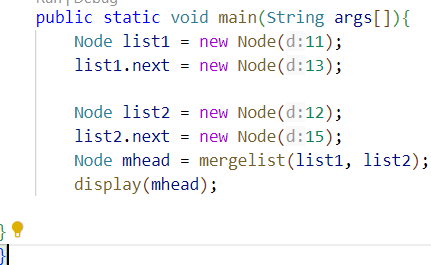 Run | Debug
public static void main(String args[]){
Node list1 = new Node(d:11);
list1.next = new Node(d:13);
Node list2 = new Node(d:12);
list2.next = new Node(d:15);
Node mhead = mergelist(list1, list2);
display(mhead);
}
}